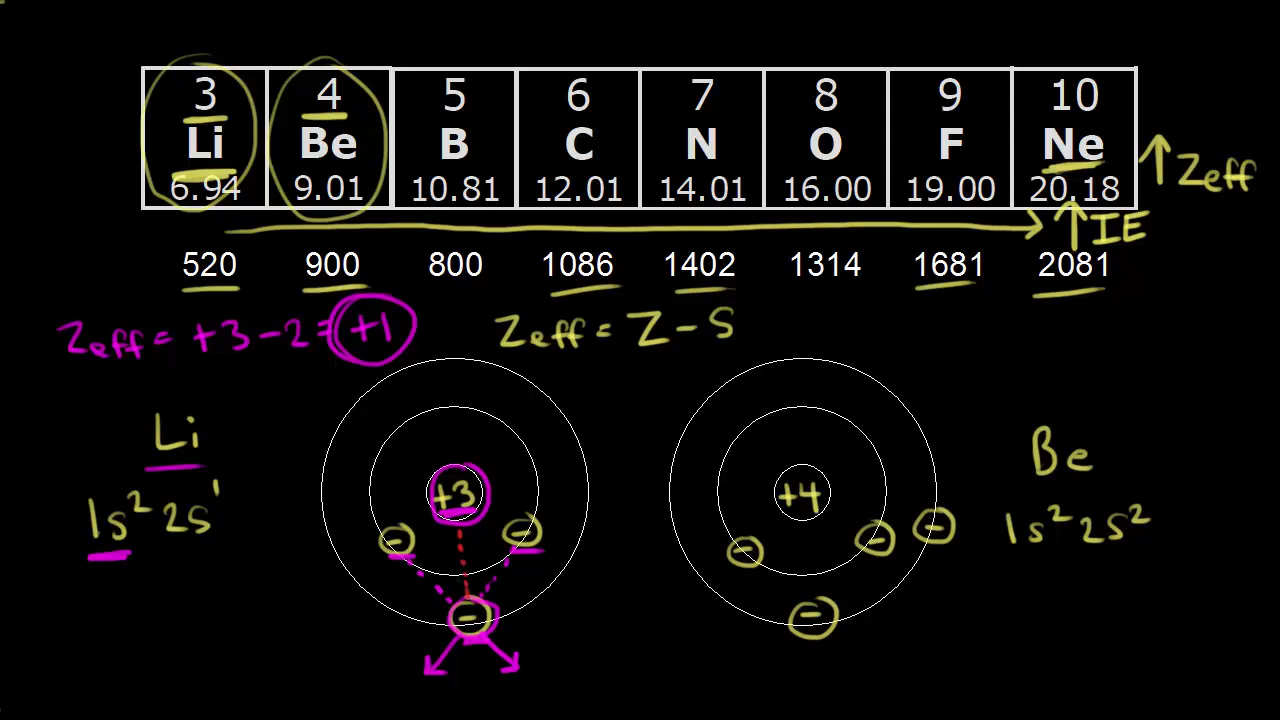 3 4 5 6 7 8 9 10
Li Be B C N O F Ne
6.94 9.01 10.81 12.01 14.01 16.00 19.00 20.18
↑ Zeff
↑ IE
520 900 800 1086 1402 1314 1681 2081
Zeff = +3 - 2 = +1
Zeff = Z - S
Li
1s² 2s¹
+3
-
-
-
+4
-
-
-
-
Be
1s² 2s²